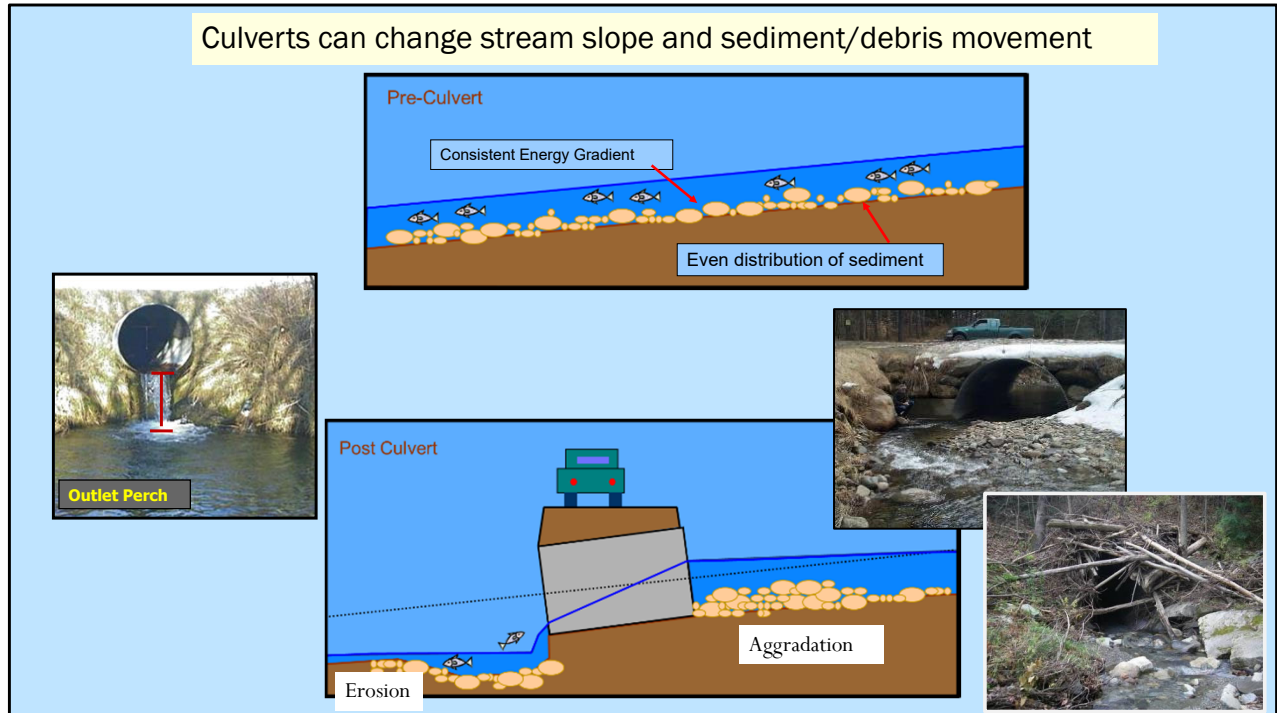 Culverts can change stream slope and sediment/debris movement
Pre-Culvert
Consistent Energy Gradient
Even distribution of sediment
Outlet Perch
Post Culvert
Aggradation
Erosion